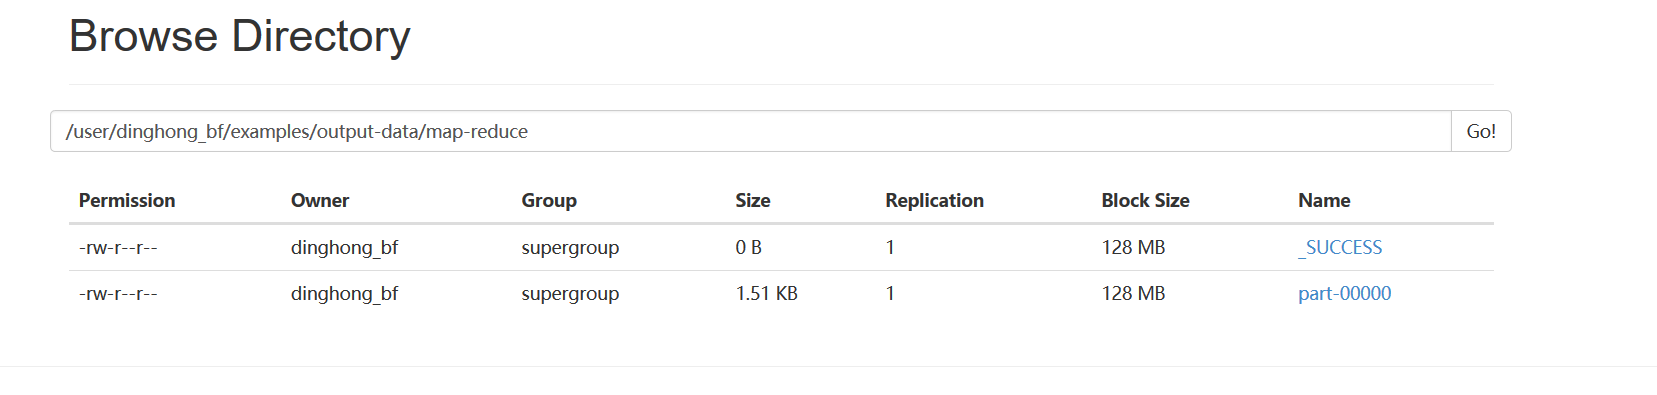 Browse Directory
/user/dinghong_bf/examples/output-data/map-reduce Go!
Permission Owner Group Size Replication Block Size Name
-rw-r--r-- dinghong_bf supergroup 0 B 1 128 MB _SUCCESS
-rw-r--r-- dinghong_bf supergroup 1.51 KB 1 128 MB part-00000